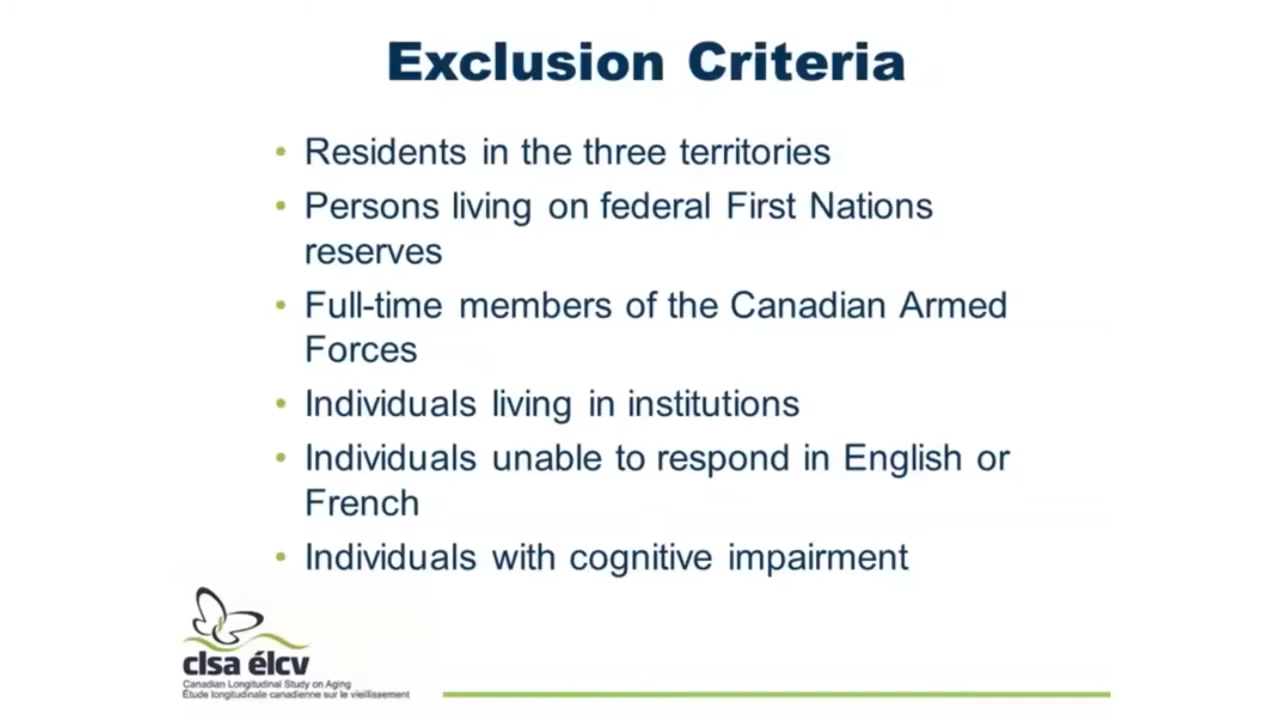 Exclusion Criteria
• Residents in the three territories
• Persons living on federal First Nations
reserves
• Full-time members of the Canadian Armed
Forces
• Individuals living in institutions
• Individuals unable to respond in English or
French
• Individuals with cognitive impairment
clsa élcv
Canadian Longitudinal Study on Aging
Étude longitudinale canadienne sur le vieillissement